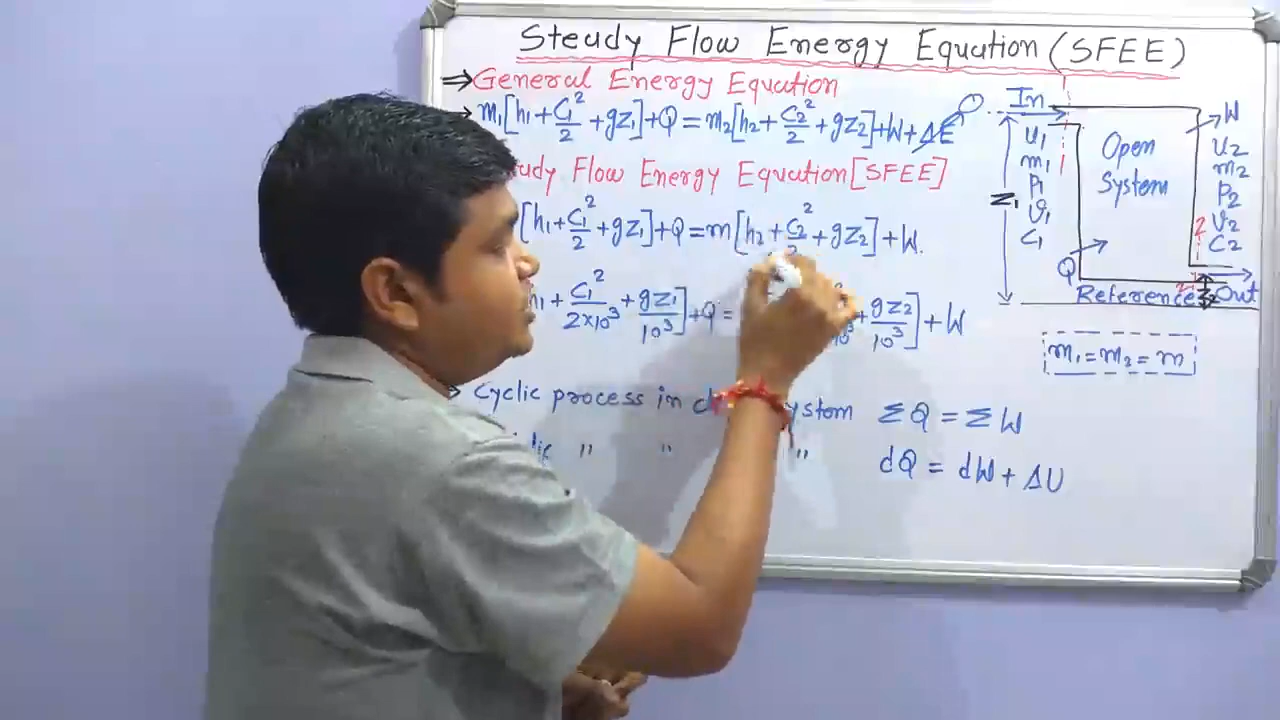 Steady Flow Energy Equation (SFEE)
⇒ General Energy Equation
→ m₁[h₁+C₁²/2+gZ₁]+Q = m₂[h₂+C₂²/2+gZ₂]+W+ΔE
Flow Energy Equation [SFEE]
[h₁+C₁²/2+gZ₁]+Q = m[h₂+C₂²/2+gZ₂]+W.
h₁+C₁²/2×10³+gZ₁/10³]+Q =
gZ₂/10³]+W
Cyclic process in
ΣQ = ΣW
" " "
dQ = dW + ΔU
In
U₁
m₁
P₁
v₁
C₁
Z₁
Open
System
Q
W
U₂
m₂
P₂
v₂
C₂
Z₂
Reference
Out
m₁=m₂=m